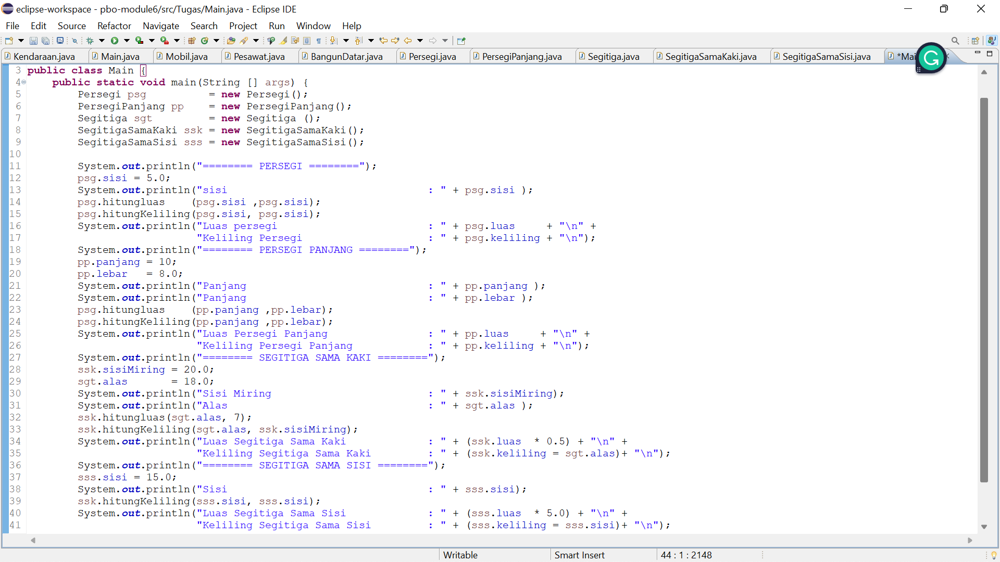 eclipse-workspace - pbo-module6/src/Tugas/Main.java - Eclipse IDE
File Edit Source Refactor Navigate Search Project Run Window Help
Kendaraan.java Main.java Mobil.java Pesawat.java BangunDatar.java Persegi.java PersegiPanjang.java Segitiga.java SegitigaSamaKaki.java SegitigaSamaSisi.java *Mai
3 public class Main {
4     public static void main(String [] args) {
5         Persegi psg          = new Persegi();
6         PersegiPanjang pp    = new PersegiPanjang();
7         Segitiga sgt         = new Segitiga ();
8         SegitigaSamaKaki ssk = new SegitigaSamaKaki();
9         SegitigaSamaSisi sss = new SegitigaSamaSisi();
10
11         System.out.println("======== PERSEGI ========");
12         psg.sisi = 5.0;
13         System.out.println("sisi                                : " + psg.sisi );
14         psg.hitungluas    (psg.sisi ,psg.sisi);
15         psg.hitungKeliling(psg.sisi, psg.sisi);
16         System.out.println("Luas persegi                        : " + psg.luas     + "\n" +
17                            "Keliling Persegi                    : " + psg.keliling + "\n");
18         System.out.println("======== PERSEGI PANJANG ========");
19         pp.panjang = 10;
20         pp.lebar   = 8.0;
21         System.out.println("Panjang                             : " + pp.panjang );
22         System.out.println("Panjang                             : " + pp.lebar );
23         psg.hitungluas    (pp.panjang ,pp.lebar);
24         psg.hitungKeliling(pp.panjang ,pp.lebar);
25         System.out.println("Luas Persegi Panjang                : " + pp.luas     + "\n" +
26                            "Keliling Persegi Panjang            : " + pp.keliling + "\n");
27         System.out.println("======== SEGITIGA SAMA KAKI ========");
28         ssk.sisiMiring = 20.0;
29         sgt.alas       = 18.0;
30         System.out.println("Sisi Miring                         : " + ssk.sisiMiring);
31         System.out.println("Alas                                : " + sgt.alas );
32         ssk.hitungluas(sgt.alas, 7);
33         ssk.hitungKeliling(sgt.alas, ssk.sisiMiring);
34         System.out.println("Luas Segitiga Sama Kaki             : " + (ssk.luas  * 0.5) + "\n" +
35                            "Keliling Segitiga Sama Kaki         : " + (ssk.keliling = sgt.alas)+ "\n");
36         System.out.println("======== SEGITIGA SAMA SISI ========");
37         sss.sisi = 15.0;
38         System.out.println("Sisi                                : " + sss.sisi);
39         ssk.hitungKeliling(sss.sisi, sss.sisi);
40         System.out.println("Luas Segitiga Sama Sisi             : " + (sss.luas  * 5.0) + "\n" +
41                            "Keliling Segitiga Sama Sisi         : " + (sss.keliling = sss.sisi)+ "\n");
Writable Smart Insert 44 : 1 : 2148